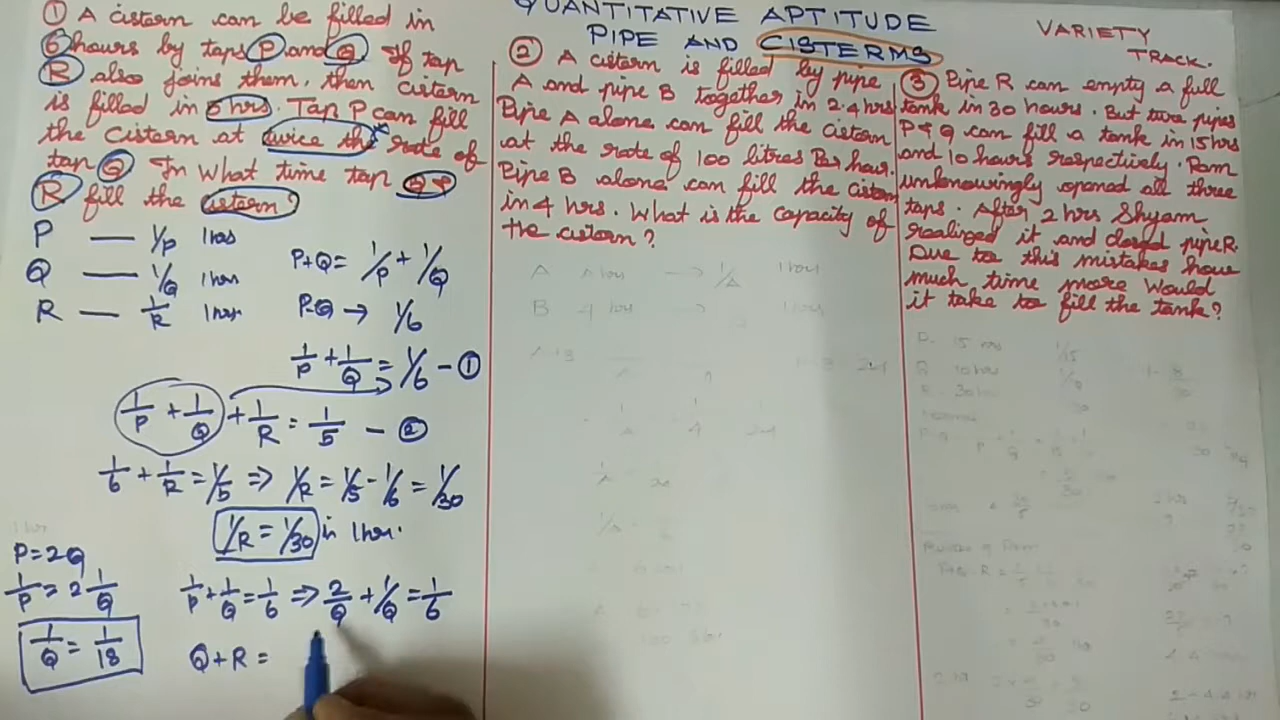 QUANTITATIVE APTITUDE
PIPE AND CISTERMS
VARIETY
TRACK.
① A cistern can be filled in
6 hours by taps P and Q If tap
R also joins them, then cistern
is filled in 5 hrs. Tap P can fill
the cistern at twice the rate of
tap Q In what time tap Q &
R fill the cistern?
P — 1/P 1 hrs
Q — 1/Q 1 hrs
R — 1/R 1 hrs
P+Q = 1/P + 1/Q
P Q → 1/6
1/P + 1/Q = 1/6 - ①
1/P + 1/Q + 1/R = 1/5 - ②
1/6 + 1/R = 1/5 => 1/R = 1/5 - 1/6 = 1/30
1/R = 1/30 in 1 hr.
P = 2Q
1/P = 2 1/Q
1/Q = 1/18
1/P + 1/Q = 1/6 => 2/Q + 1/Q = 1/6
Q+R =
② A cistern is filled by pipe
A and pipe B together in 2.4 hrs
Pipe A alone can fill the cistern
at the rate of 100 litres Per hour.
Pipe B alone can fill the cistern
in 4 hrs. What is the capacity of
the cistern?
③ Pipe R can empty a full
tank in 30 hours. But two pipes
P & Q can fill a tank in 15 hrs
and 10 hours respectively. Ram
unknowingly opened all three
taps. After 2 hrs Shyam
realized it and closed pipe R.
Due to this mistakes how
much time more would
it take to fill the tank?